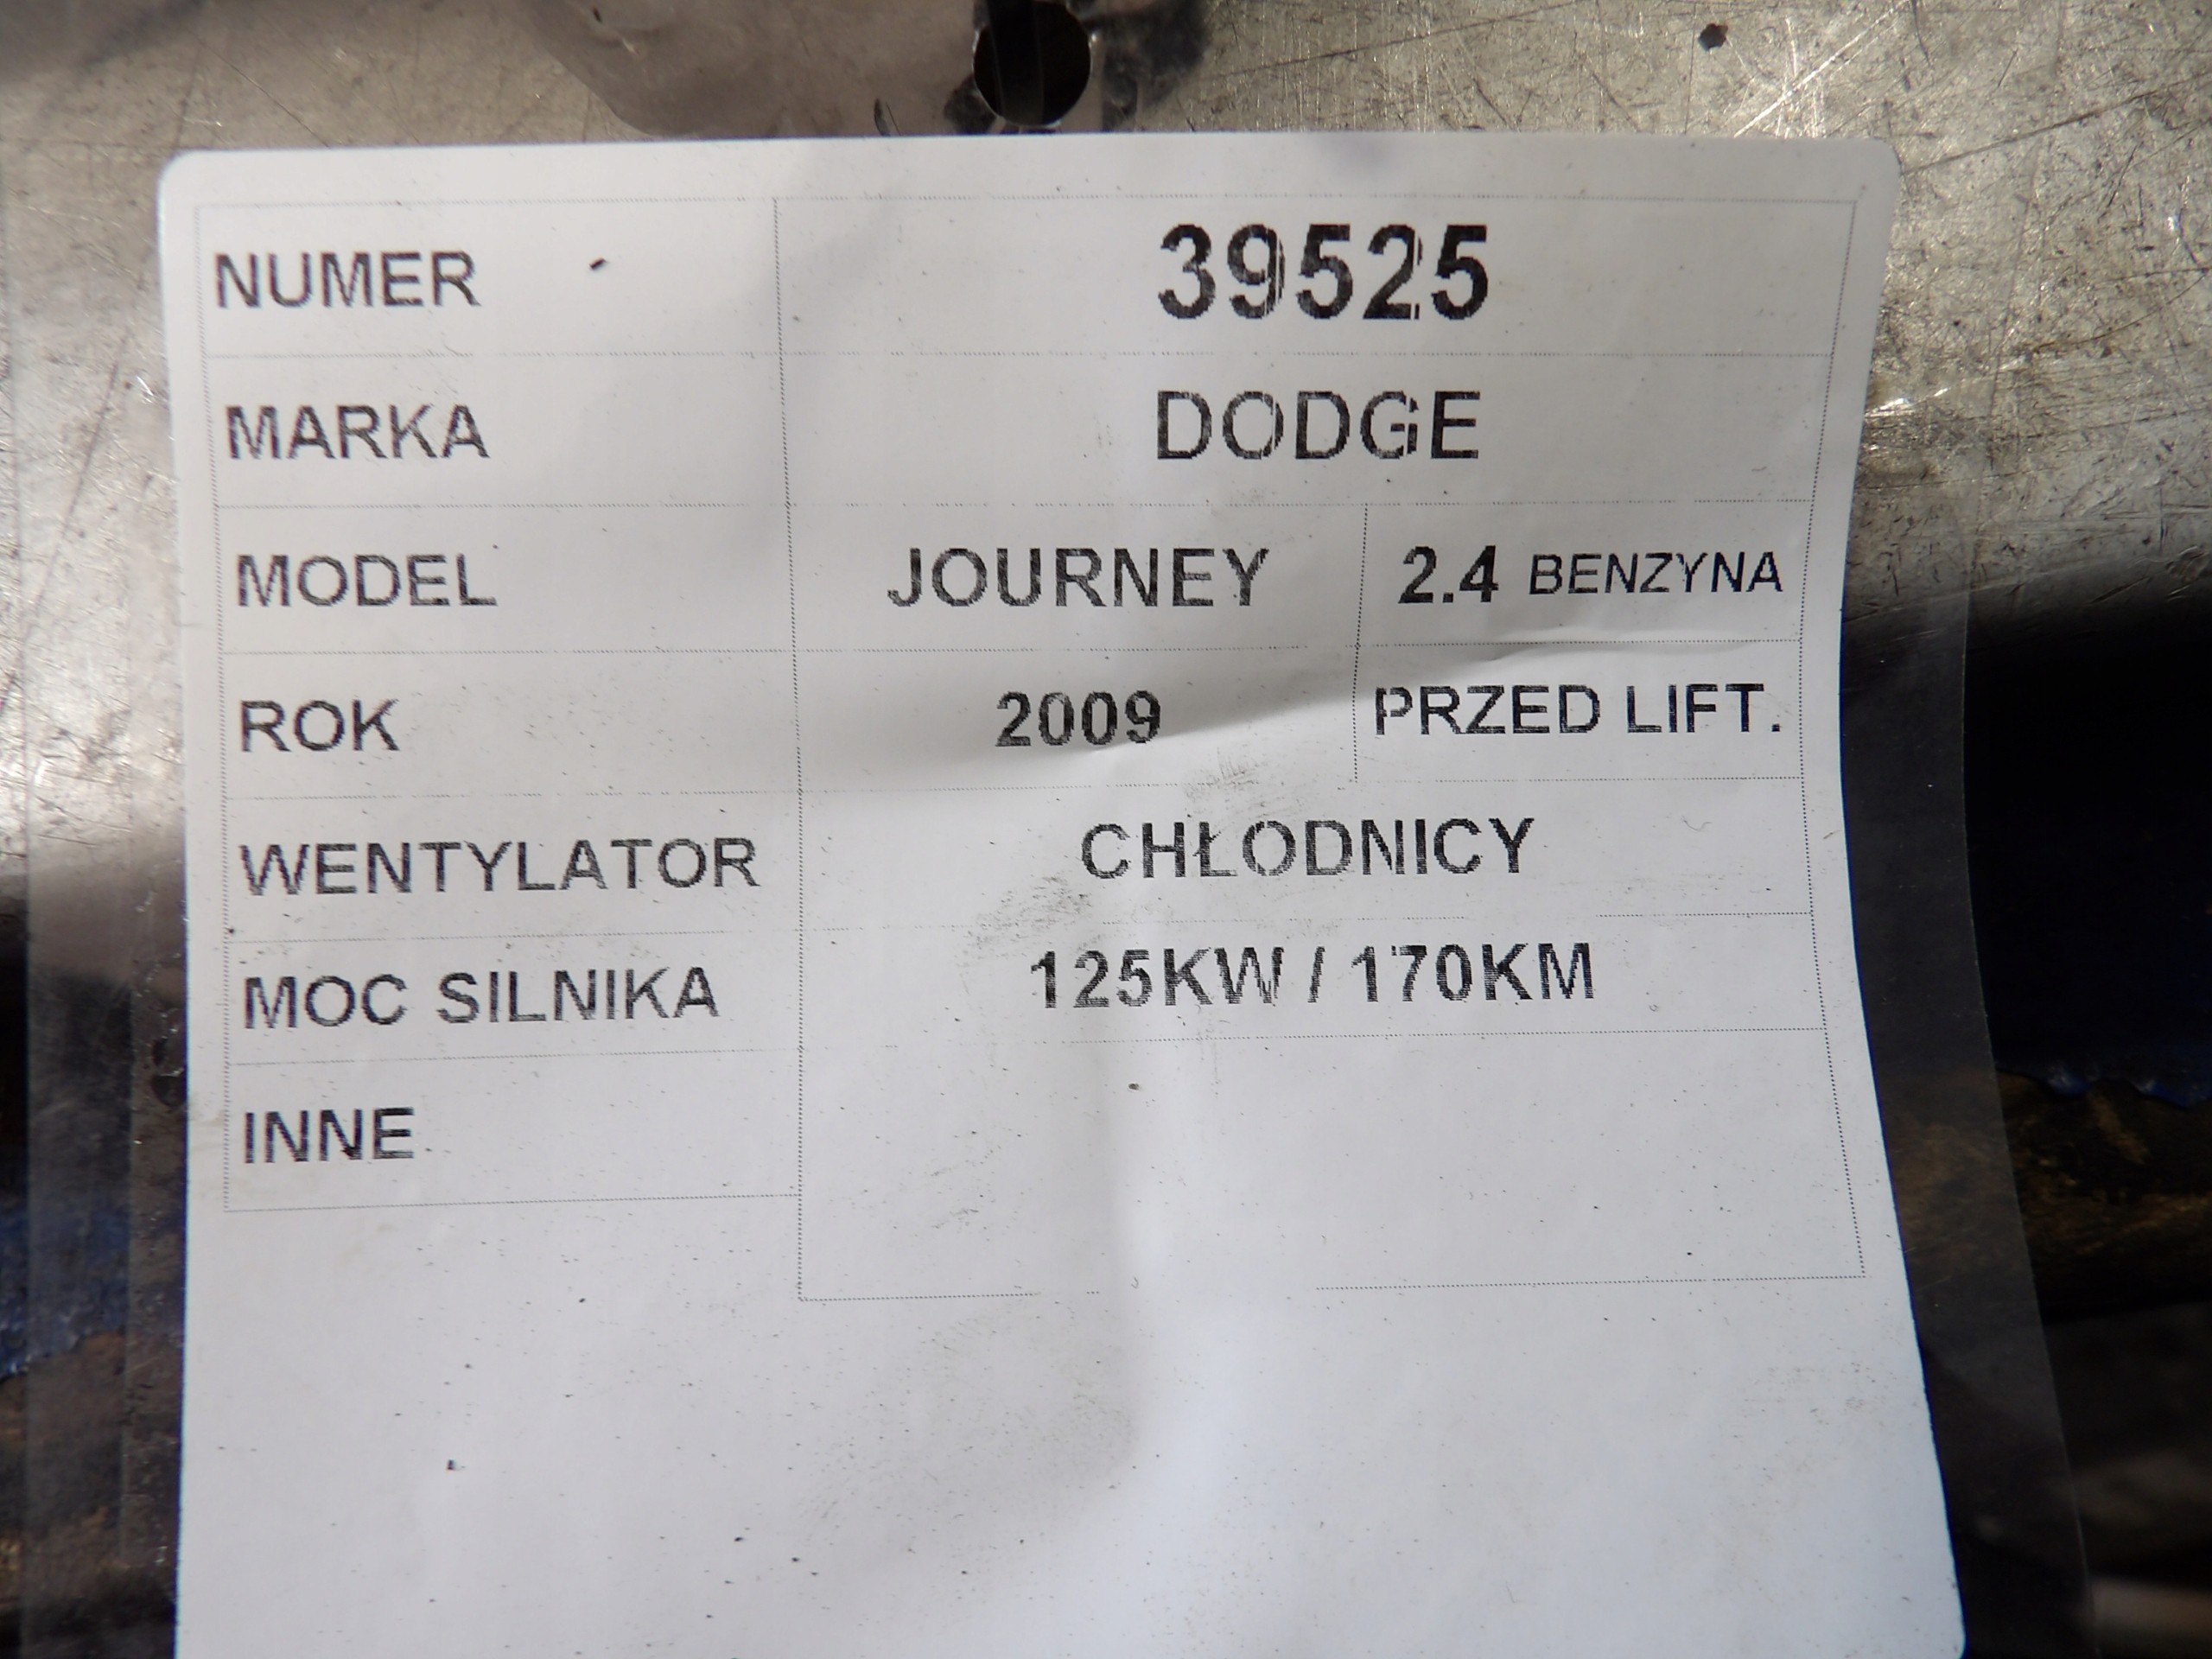 NUMER 39525
MARKA DODGE
MODEL JOURNEY 2.4 BENZYNA
ROK 2009 PRZED LIFT.
WENTYLATOR CHŁODNICY
MOC SILNIKA 125KW / 170KM
INNE